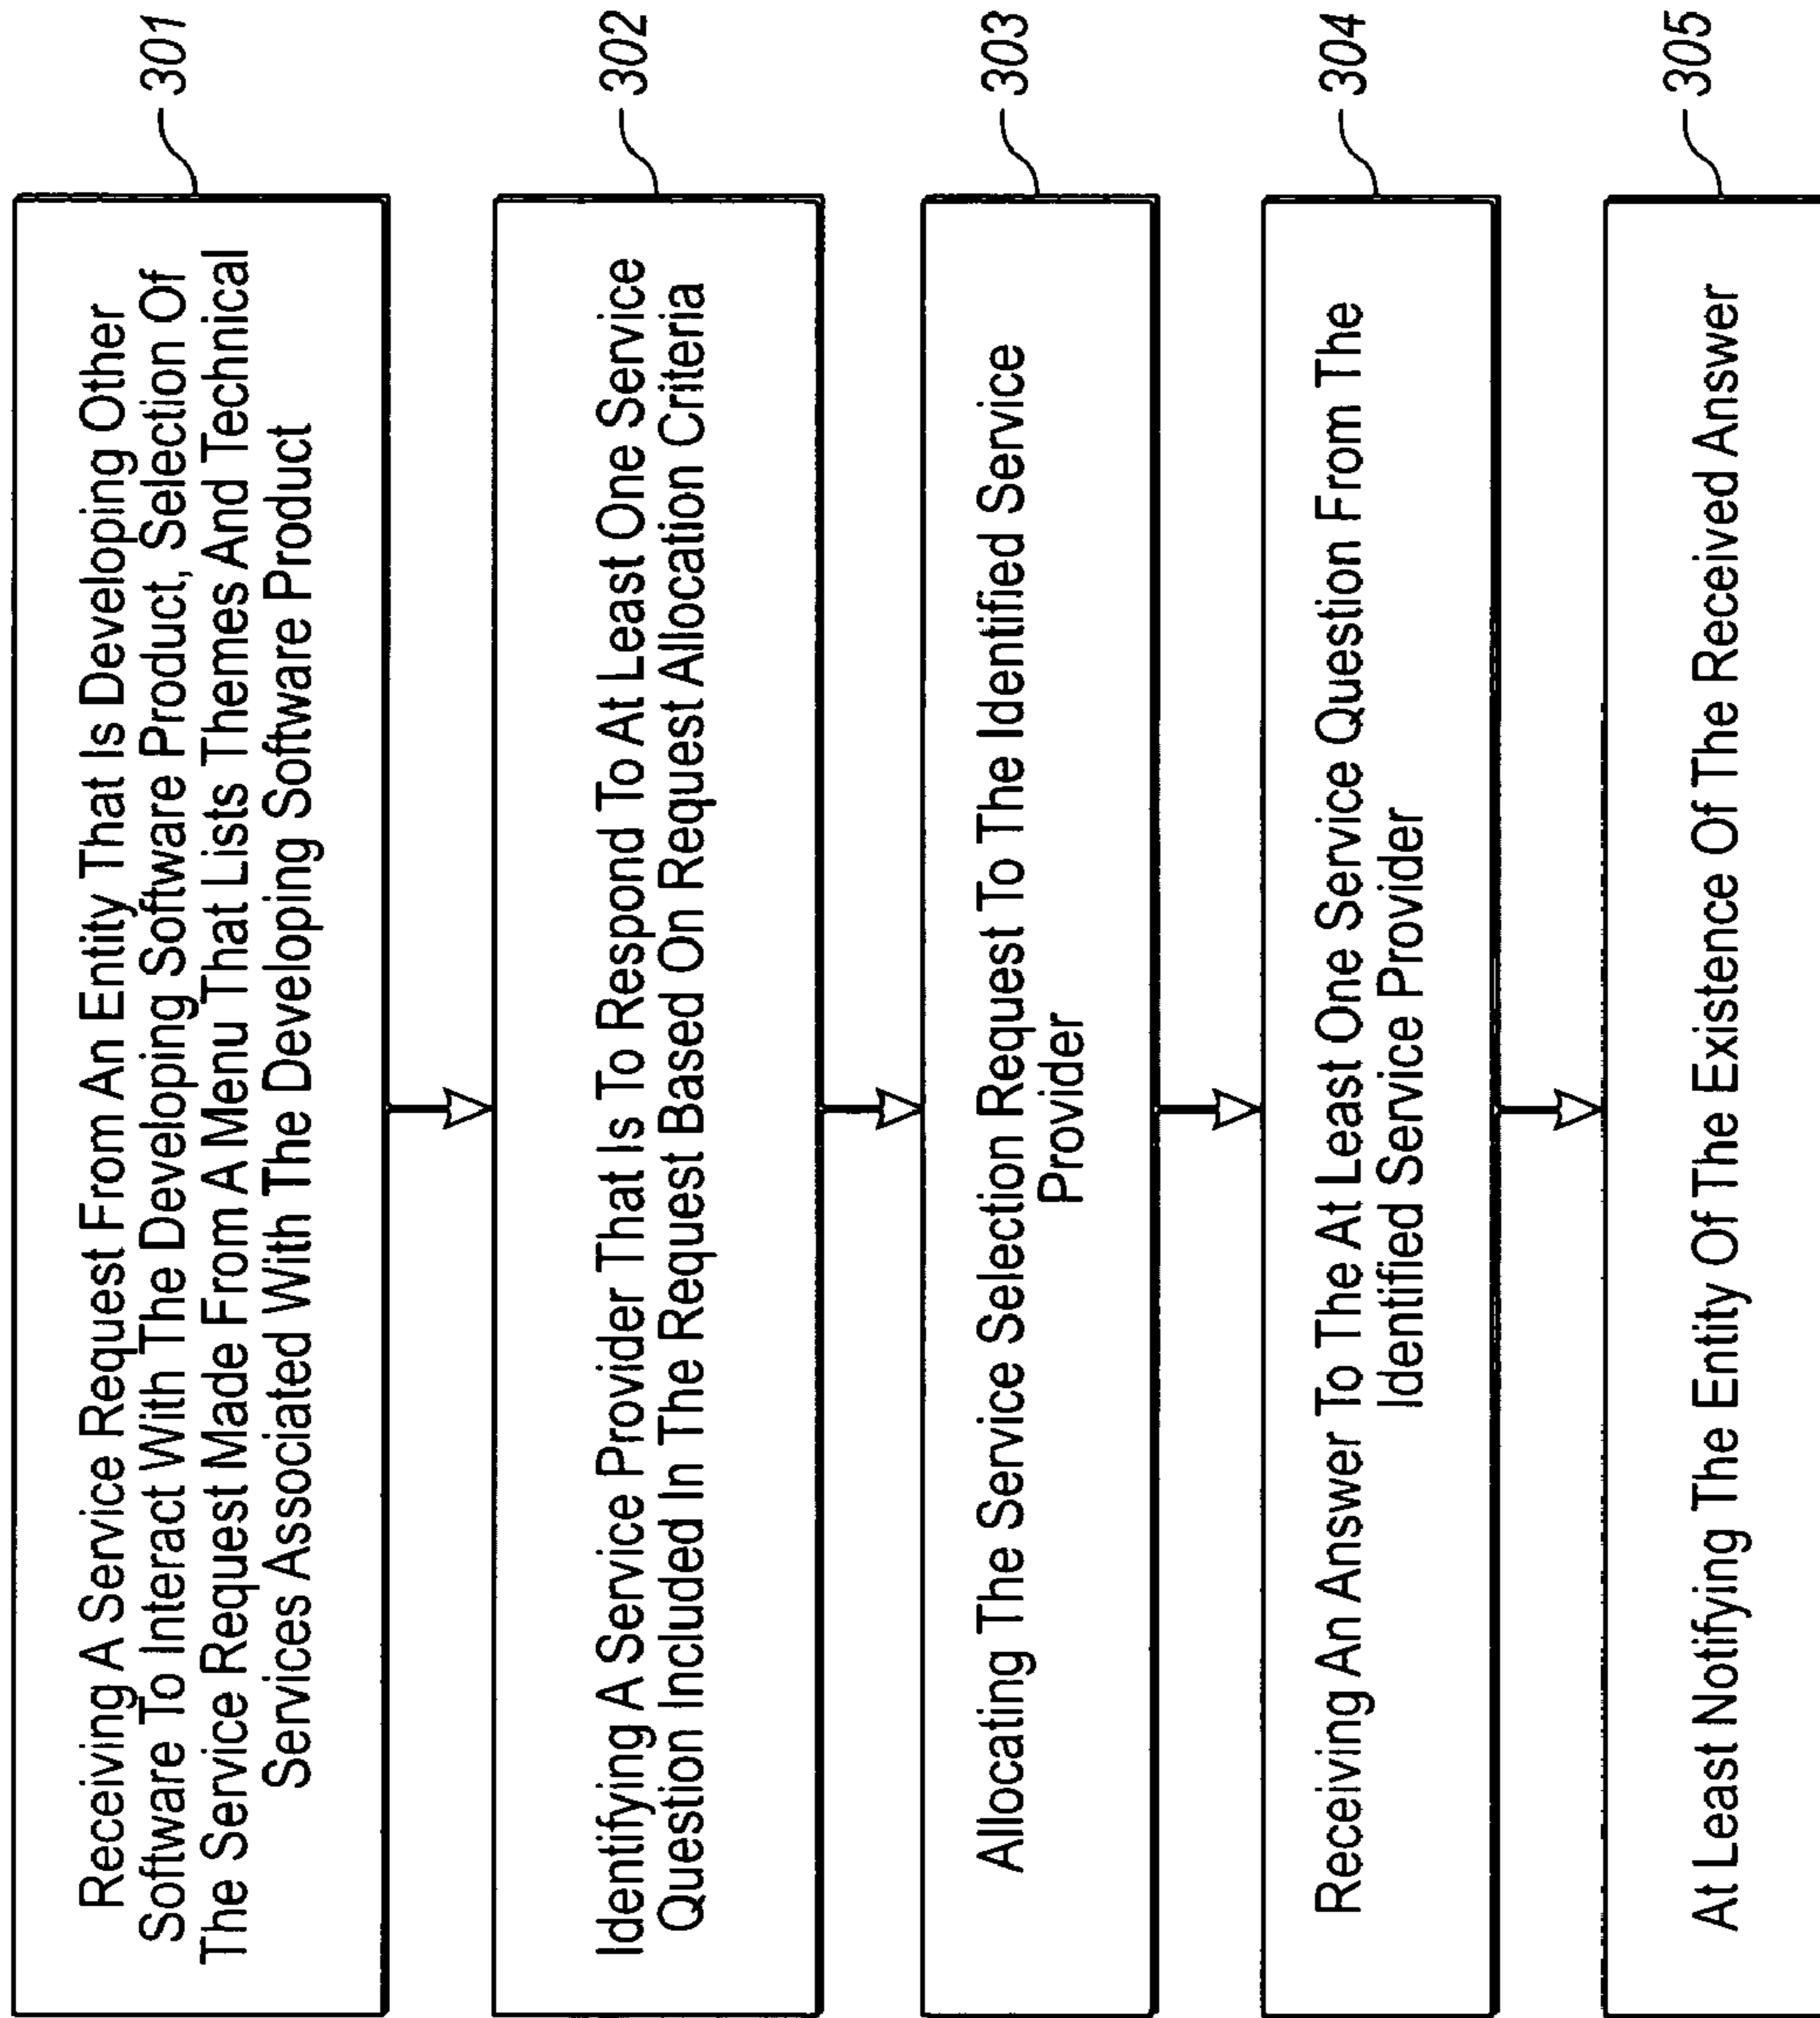 Receiving A Service Request From An Entity That Is Developing Other
Software To Interact With The Developing Software Product, Selection Of
The Service Request Made From A Menu That Lists Themes And Technical
Services Associated With The Developing Software Product
301
Identifying A Service Provider That Is To Respond To At Least One Service
Question Included In The Request Based On Request Allocation Criteria
302
Allocating The Service Selection Request To The Identified Service
Provider
303
Receiving An Answer To The At Least One Service Question From The
Identified Service Provider
304
At Least Notifying The Entity Of The Existence Of The Received Answer
305